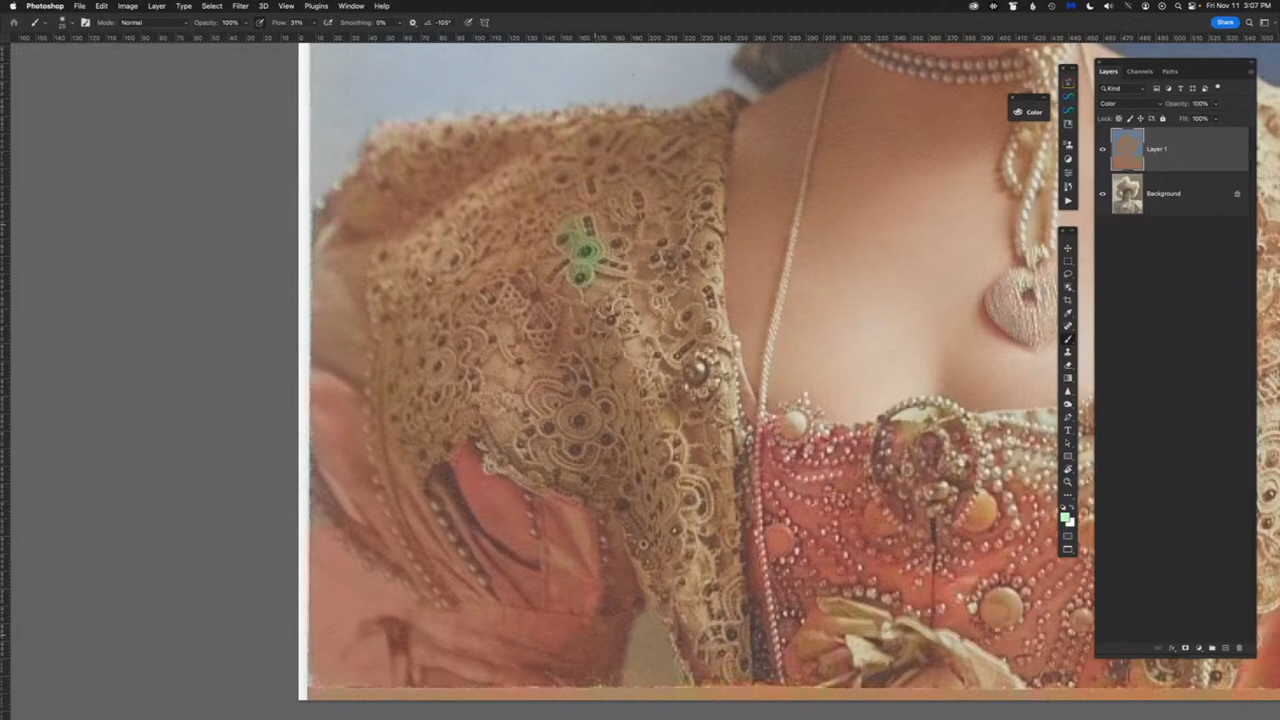 Photoshop File Edit Image Layer Type Select Filter 3D View Plugins Window Help
Fri Nov 11 3:07 PM
25 Mode: Normal Opacity: 100% Flow: 31% Smoothing: 0% -105° Share
Layers Channels Paths
Kind
Color Opacity: 100%
Lock: Fill: 100%
Color
Layer 1
Background